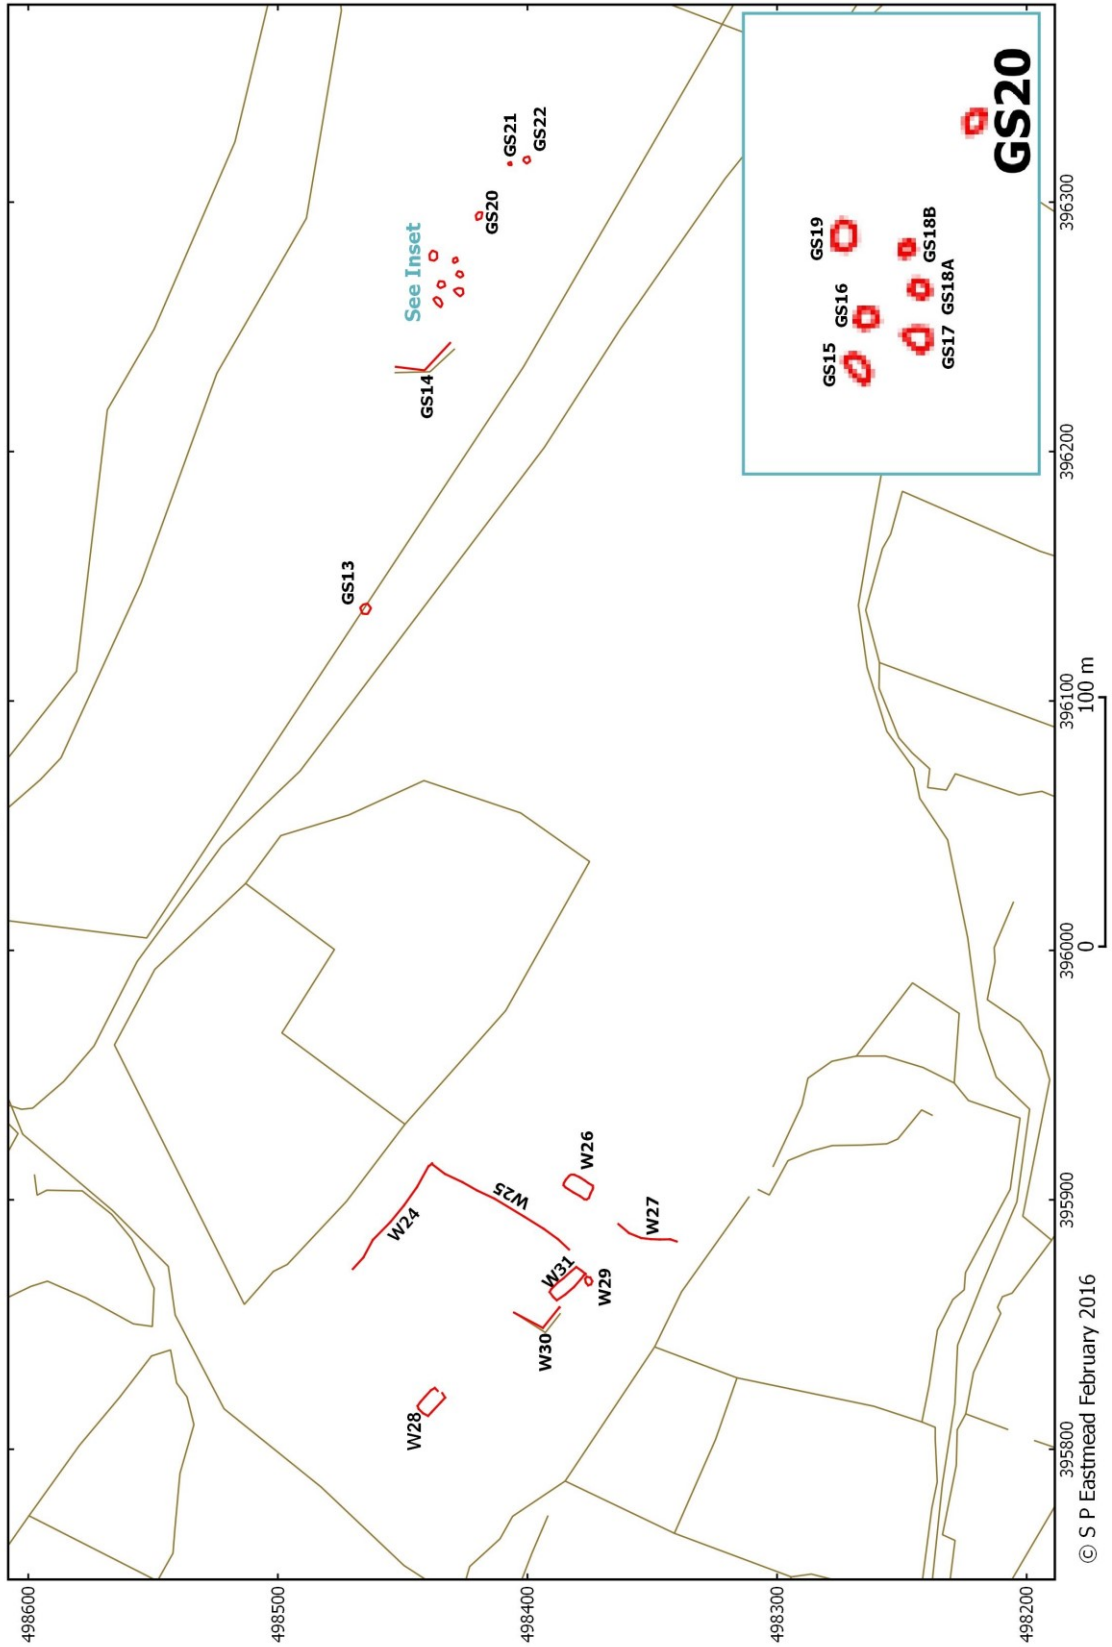 498600
498500
498400
498300
498200
GS21
GS22
GS20
See Inset
GS14
GS13
GS19
GS16
GS15
GS18B
GS18A
GS17
GS20
W24
W25
W26
W27
W31
W29
W30
W28
395800
395900
396000
396100
396200
396300
0
100 m
© S P Eastmead February 2016